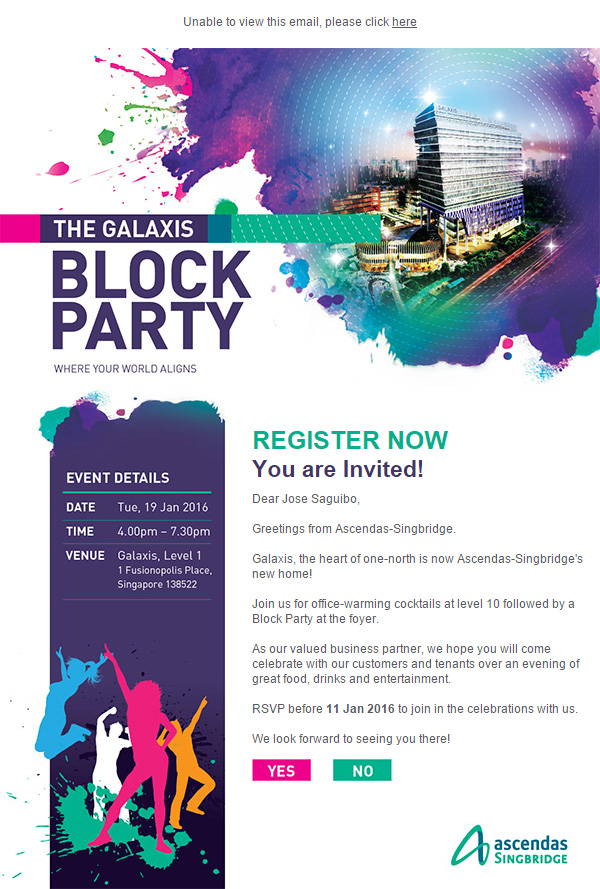 Unable to view this email, please click here
GALAXIS
THE GALAXIS
BLOCK
PARTY
WHERE YOUR WORLD ALIGNS
EVENT DETAILS
DATE Tue, 19 Jan 2016
TIME 4.00pm – 7.30pm
VENUE Galaxis, Level 1
1 Fusionopolis Place,
Singapore 138522
REGISTER NOW
You are Invited!
Dear Jose Saguibo,
Greetings from Ascendas-Singbridge.
Galaxis, the heart of one-north is now Ascendas-Singbridge's
new home!
Join us for office-warming cocktails at level 10 followed by a
Block Party at the foyer.
As our valued business partner, we hope you will come
celebrate with our customers and tenants over an evening of
great food, drinks and entertainment.
RSVP before 11 Jan 2016 to join in the celebrations with us.
We look forward to seeing you there!
YES NO
ascendas
SINGBRIDGE